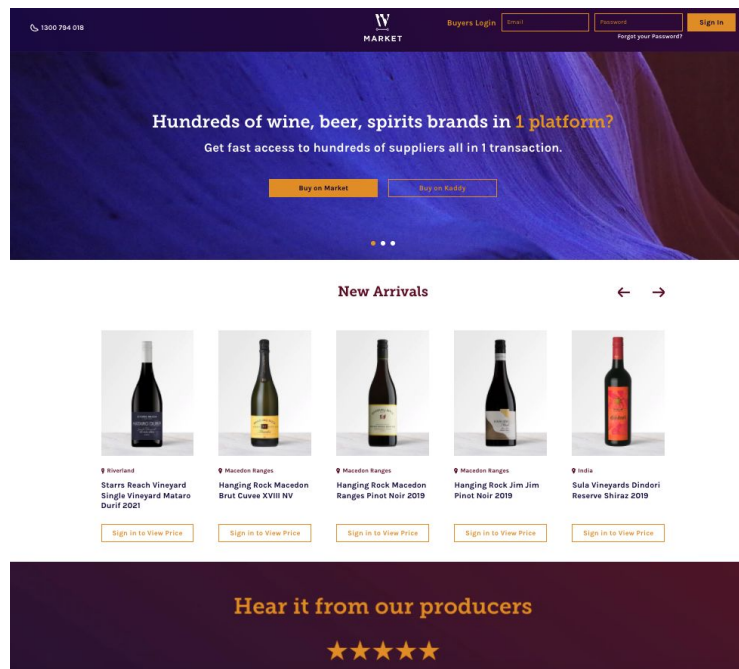 1300 794 018
W
MARKET
Buyers Login
Email
Password
Sign In
Forgot your Password?
Hundreds of wine, beer, spirits brands in 1 platform?
Get fast access to hundreds of suppliers all in 1 transaction.
Buy on Market
Buy on Kaddy
New Arrivals
Riverland
Starrs Reach Vineyard
Single Vineyard Mataro
Durif 2021
Sign in to View Price
Macedon Ranges
Hanging Rock Macedon
Brut Cuvee XVIII NV
Sign in to View Price
Macedon Ranges
Hanging Rock Macedon
Ranges Pinot Noir 2019
Sign in to View Price
Macedon Ranges
Hanging Rock Jim Jim
Pinot Noir 2019
Sign in to View Price
India
Sula Vineyards Dindori
Reserve Shiraz 2019
Sign in to View Price
Hear it from our producers